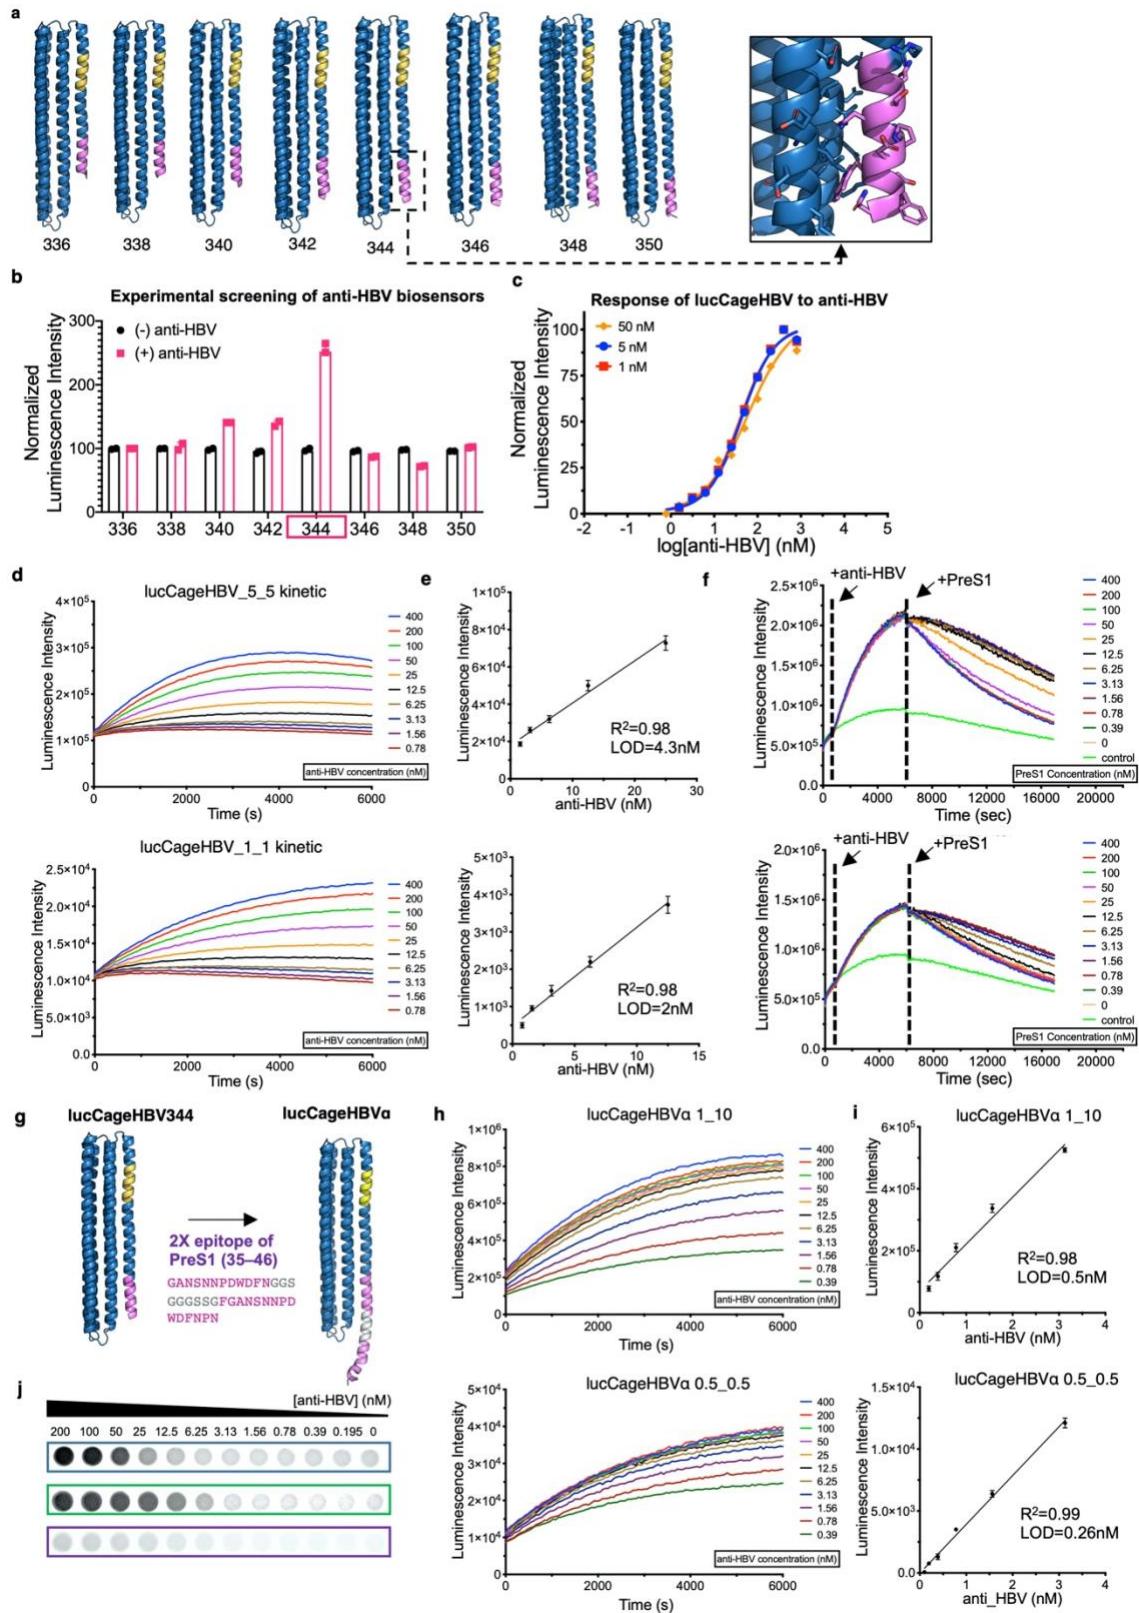 a
336 338 340 342 344 346 348 350
b
Experimental screening of anti-HBV biosensors
Normalized
Luminescence Intensity
300
200
100
0
(-) anti-HBV
(+) anti-HBV
336 338 340 342 344 346 348 350
c
Response of lucCageHBV to anti-HBV
Normalized
Luminescence Intensity
100
75
50
25
0
50 nM
5 nM
1 nM
-2 -1 0 1 2 3 4 5
log[anti-HBV] (nM)
d
lucCageHBV_5_5 kinetic
Luminescence Intensity
4×10⁵
3×10⁵
2×10⁵
1×10⁵
0
0 2000 4000 6000
Time (s)
400
200
100
50
25
12.5
6.25
3.13
1.56
0.78
anti-HBV concentration (nM)
lucCageHBV_1_1 kinetic
Luminescence Intensity
2.5×10⁴
2.0×10⁴
1.5×10⁴
1.0×10⁴
5.0×10³
0.0
0 2000 4000 6000
Time (s)
400
200
100
50
25
12.5
6.25
3.13
1.56
0.78
anti-HBV concentration (nM)
e
Luminescence Intensity
1×10⁵
8×10⁴
6×10⁴
4×10⁴
2×10⁴
0
R²=0.98
LOD=4.3nM
0 10 20 30
anti-HBV (nM)
Luminescence Intensity
5×10³
4×10³
3×10³
2×10³
1×10³
0
R²=0.98
LOD=2nM
0 5 10 15
anti-HBV (nM)
f
+anti-HBV
+PreS1
Luminescence Intensity
2.5×10⁶
2.0×10⁶
1.5×10⁶
1.0×10⁶
5.0×10⁵
0.0
0 4000 8000 12000 16000 20000
Time (sec)
400
200
100
50
25
12.5
6.25
3.13
1.56
0.78
0.39
0
control
PreS1 Concentration (nM)
+anti-HBV
+PreS1
Luminescence Intensity
2.0×10⁶
1.5×10⁶
1.0×10⁶
5.0×10⁵
0.0
0 4000 8000 12000 16000 20000
Time (sec)
400
200
100
50
25
12.5
6.25
3.13
1.56
0.78
0.39
0
control
PreS1 Concentration (nM)
g
lucCageHBV344
lucCageHBVα
2X epitope of
PreS1 (35–46)
GANSNNPDWDFNGGS
GGGSSGFGANSNNPD
WDFNPN
h
lucCageHBVα 1_10
Luminescence Intensity
1×10⁶
8×10⁵
6×10⁵
4×10⁵
2×10⁵
0
0 2000 4000 6000
Time (s)
400
200
100
50
25
12.5
6.25
3.13
1.56
0.78
0.39
anti-HBV concentration (nM)
lucCageHBVα 0.5_0.5
Luminescence Intensity
5×10⁴
4×10⁴
3×10⁴
2×10⁴
1×10⁴
0
0 2000 4000 6000
Time (s)
400
200
100
50
25
12.5
6.25
3.13
1.56
0.78
0.39
anti-HBV concentration (nM)
i
lucCageHBVα 1_10
Luminescence Intensity
6×10⁵
4×10⁵
2×10⁵
0
R²=0.98
LOD=0.5nM
0 1 2 3 4
anti-HBV (nM)
lucCageHBVα 0.5_0.5
Luminescence Intensity
1.5×10⁴
1.0×10⁴
5.0×10³
0.0
R²=0.99
LOD=0.26nM
0 1 2 3 4
anti_HBV (nM)
j
[anti-HBV] (nM)
200 100 50 25 12.5 6.25 3.13 1.56 0.78 0.39 0.195 0